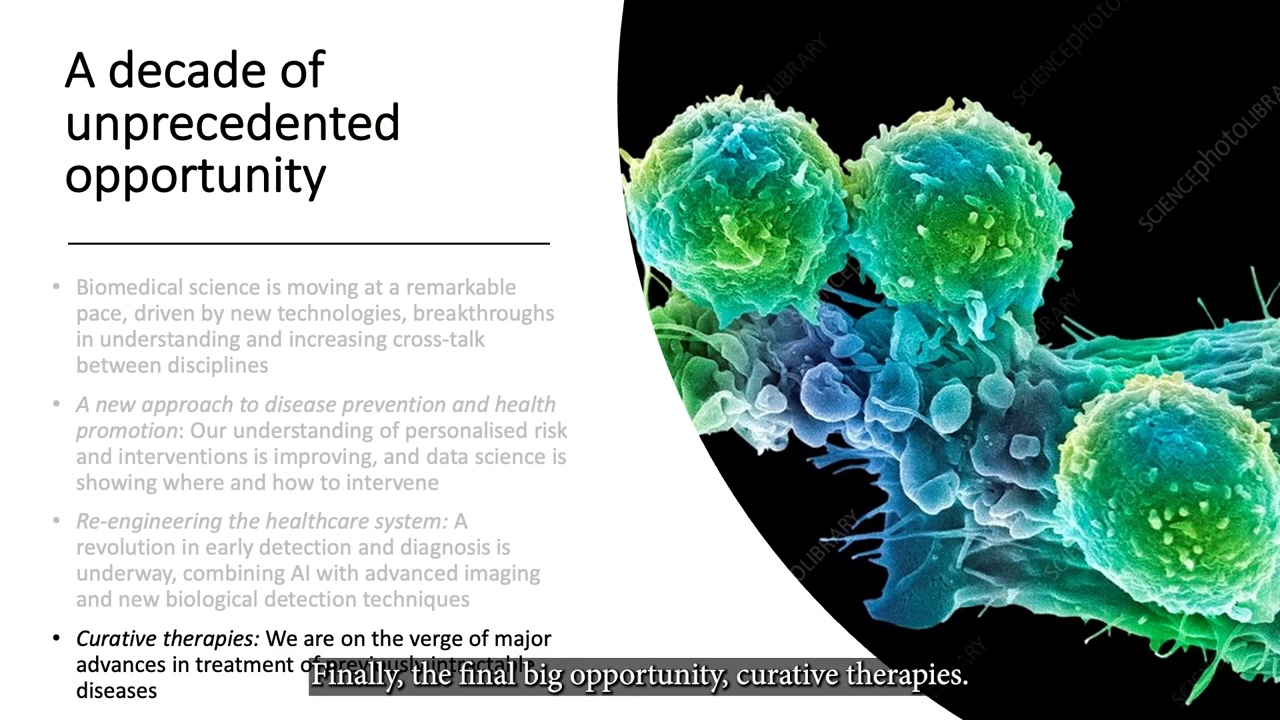 A decade of
unprecedented
opportunity
• Biomedical science is moving at a remarkable
pace, driven by new technologies, breakthroughs
in understanding and increasing cross-talk
between disciplines
• A new approach to disease prevention and health
promotion: Our understanding of personalised risk
and interventions is improving, and data science is
showing where and how to intervene
• Re-engineering the healthcare system: A
revolution in early detection and diagnosis is
underway, combining AI with advanced imaging
and new biological detection techniques
• Curative therapies: We are on the verge of major
advances in treatment of previously intractable
diseases
Finally, the final big opportunity, curative therapies.
SCIENCEphotoLIBRARY